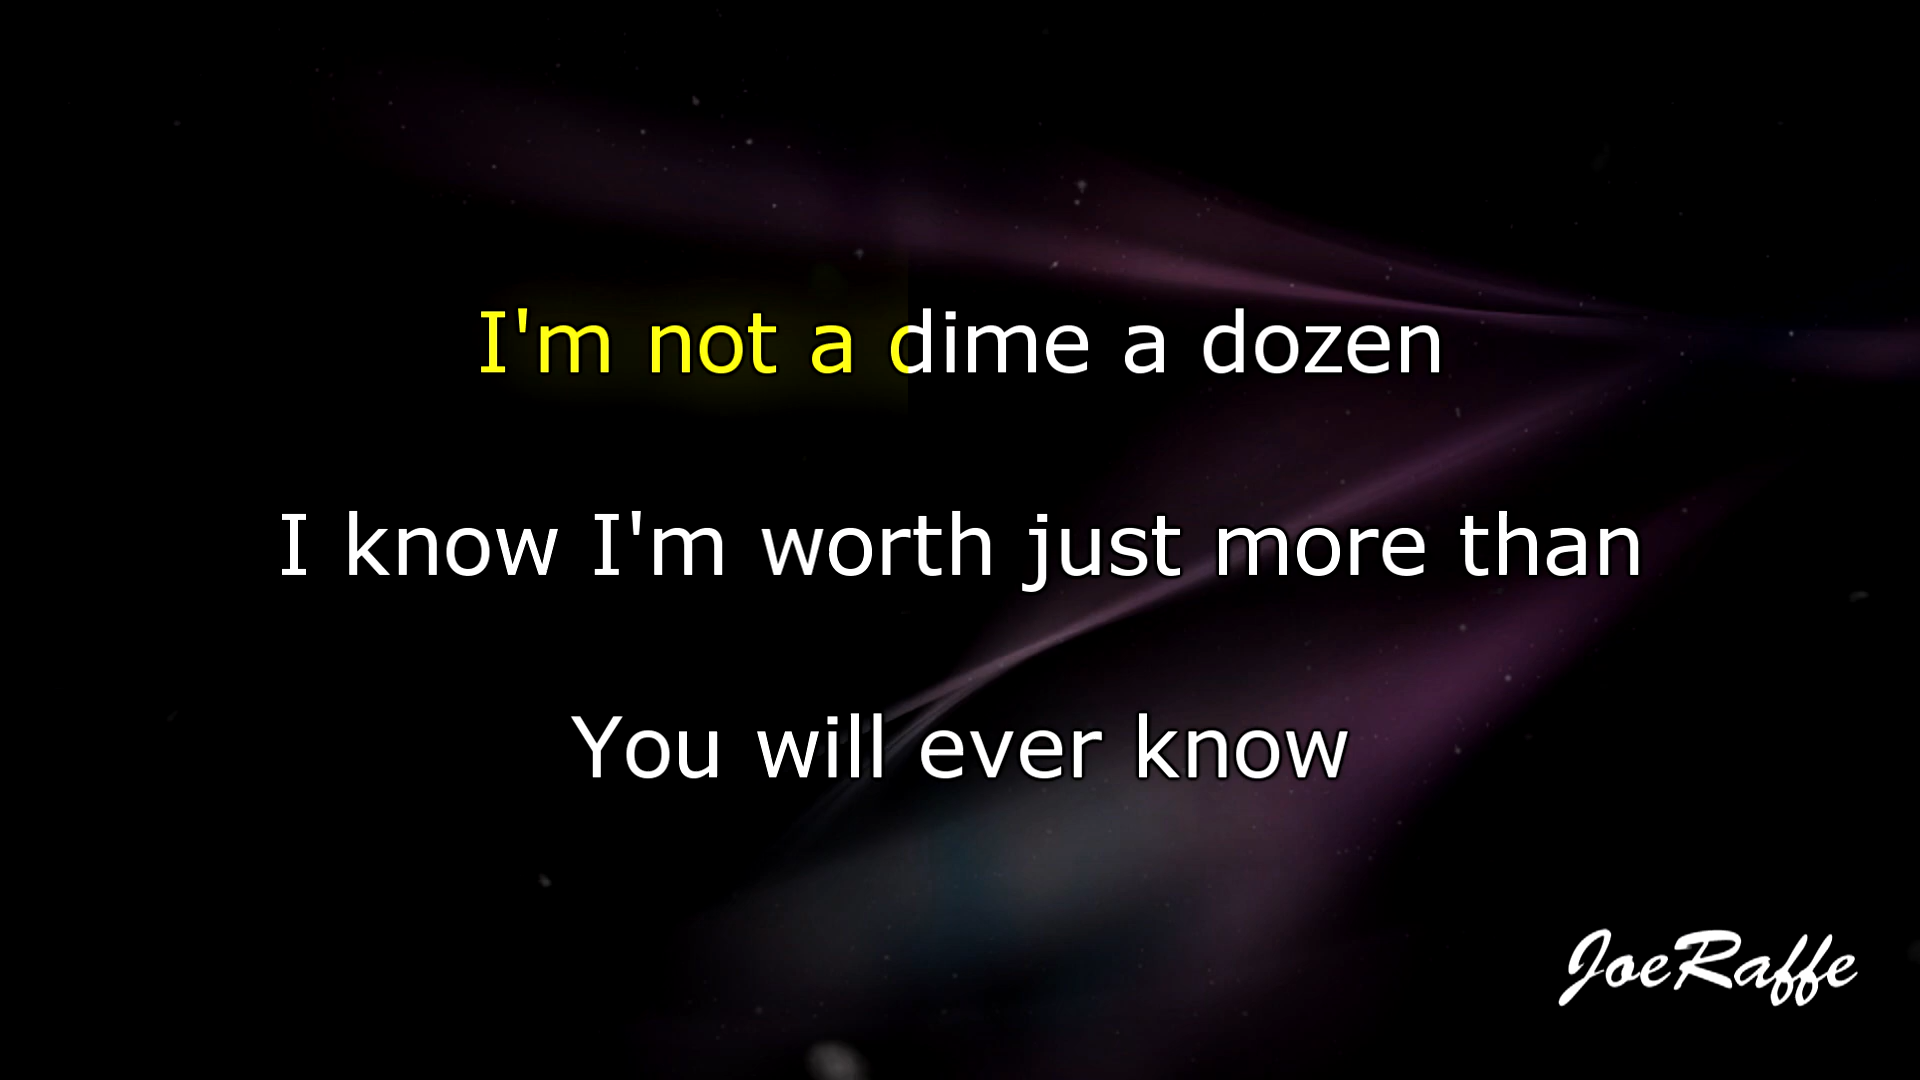 I'm not a dime a dozen
I know I'm worth just more than
You will ever know
JoeRaffe